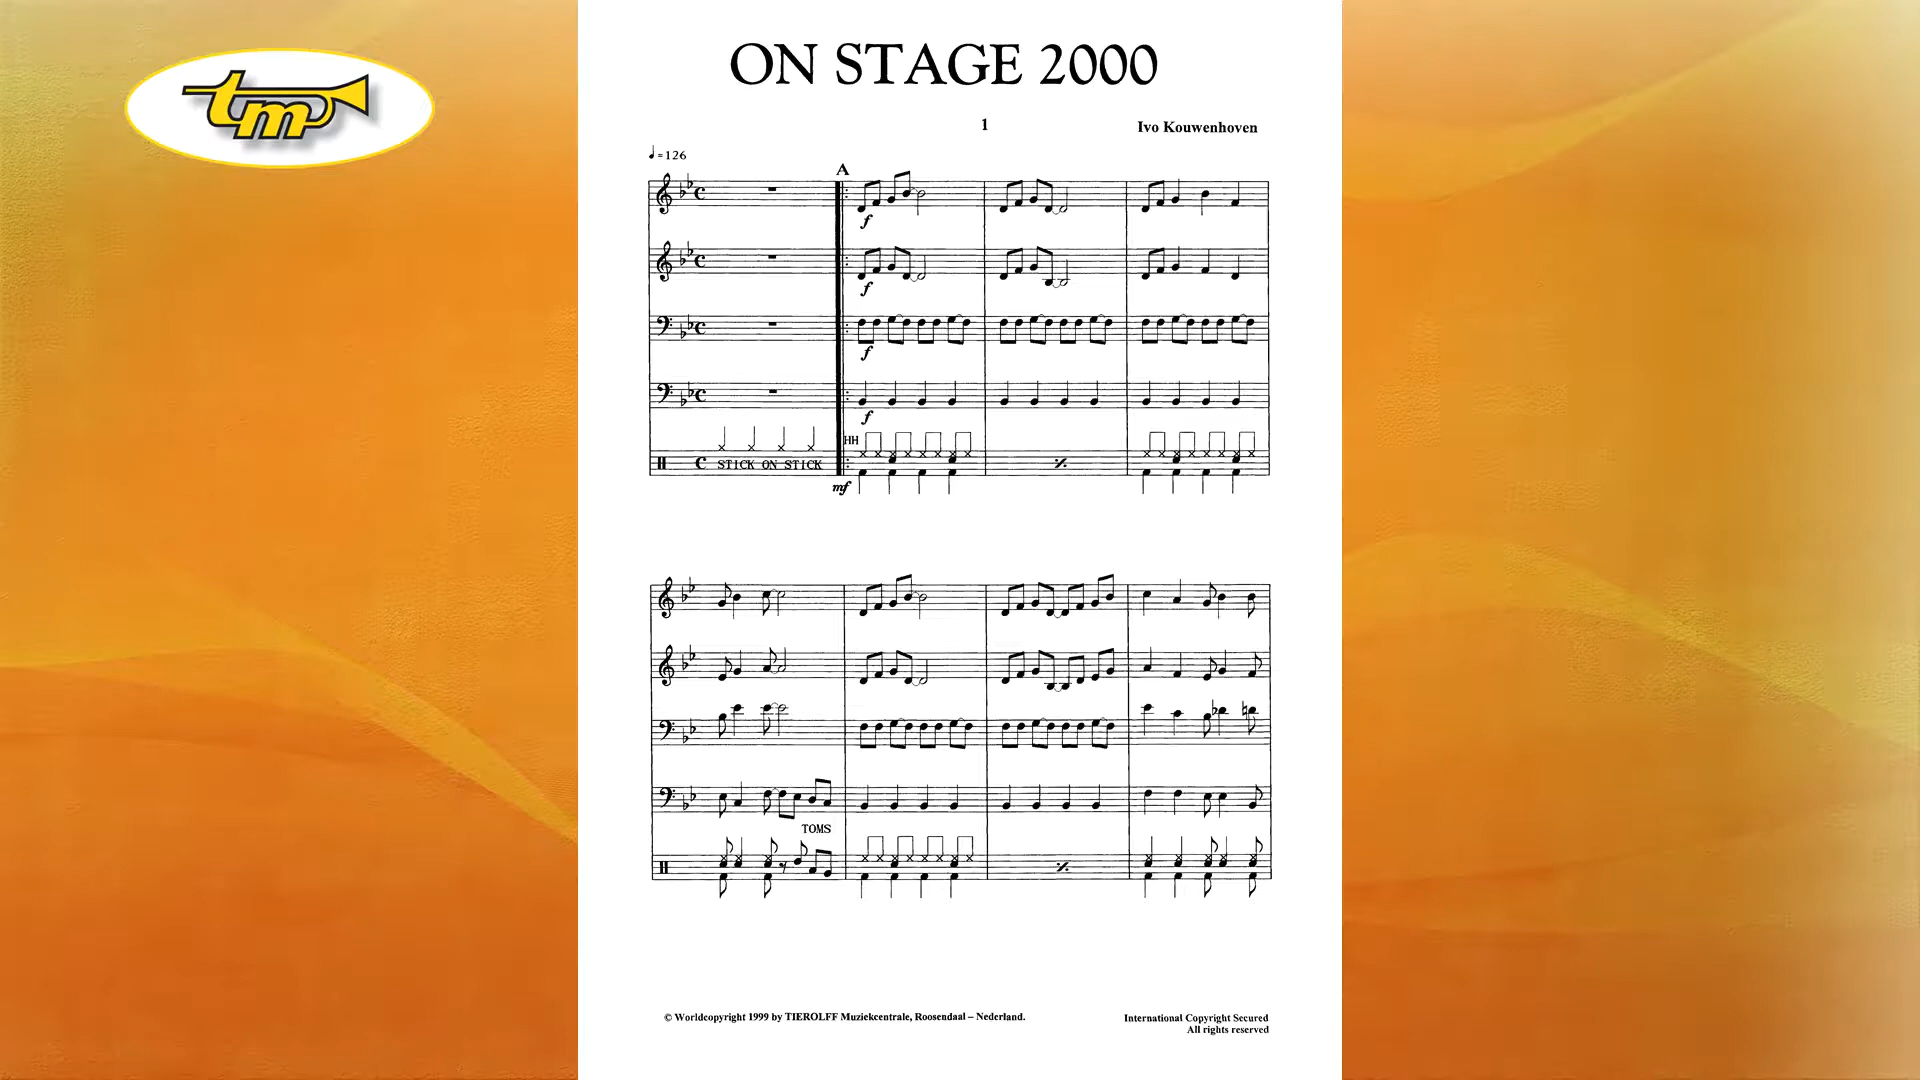 tm
ON STAGE 2000
1
Ivo Kouwenhoven
♩=126
A
f
f
f
f
HH
STICK ON STICK
mf
TOMS
© Worldcopyright 1999 by TIEROLFF Muziekcentrale, Roosendaal – Nederland.
International Copyright Secured
All rights reserved